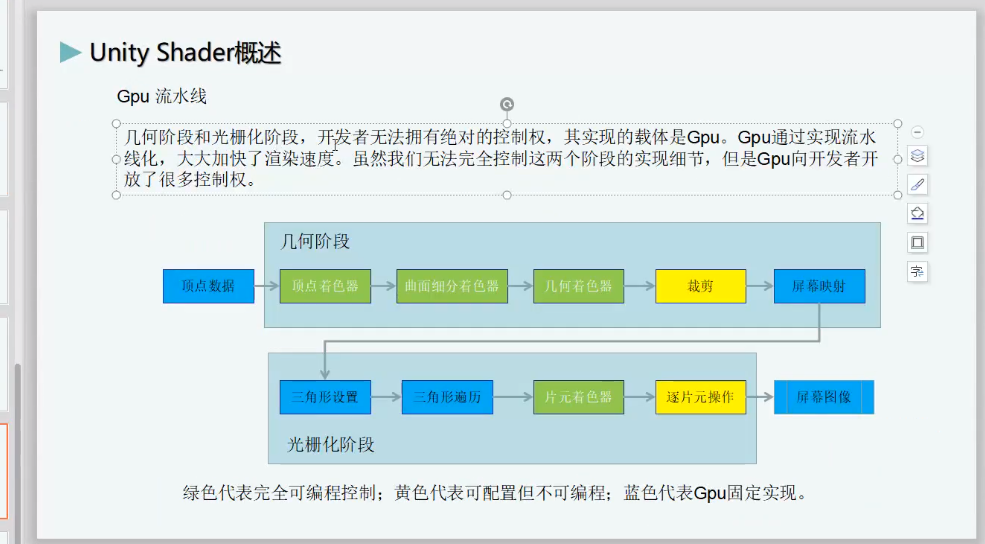 Unity Shader概述
Gpu 流水线
几何阶段和光栅化阶段，开发者无法拥有绝对的控制权，其实现的载体是Gpu。Gpu通过实现流水
线化，大大加快了渲染速度。虽然我们无法完全控制这两个阶段的实现细节，但是Gpu向开发者开
放了很多控制权。
几何阶段
顶点数据
顶点着色器
曲面细分着色器
几何着色器
裁剪
屏幕映射
三角形设置
三角形遍历
片元着色器
逐片元操作
屏幕图像
光栅化阶段
绿色代表完全可编程控制；黄色代表可配置但不可编程；蓝色代表Gpu固定实现。
字